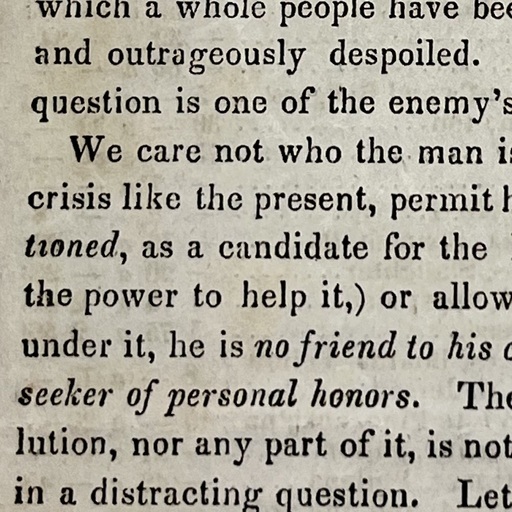 which a whole people have bee
and outrageously despoiled.
question is one of the enemy's
We care not who the man is
crisis like the present, permit h
tioned, as a candidate for the
the power to help it,) or allow
under it, he is no friend to his c
seeker of personal honors. The
lution, nor any part of it, is not
in a distracting question. Let